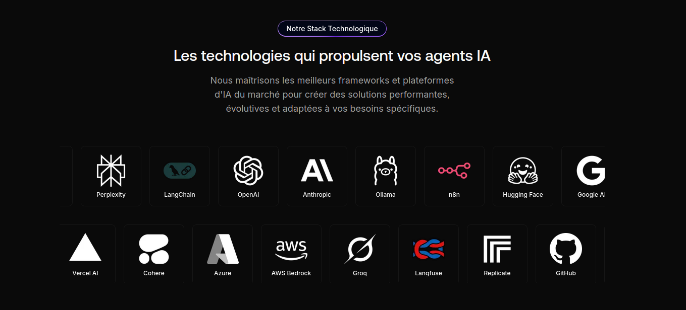 Notre Stack Technologique
Les technologies qui propulsent vos agents IA
Nous maîtrisons les meilleurs frameworks et plateformes
d'IA du marché pour créer des solutions performantes,
évolutives et adaptées à vos besoins spécifiques.
Perplexity
LangChain
OpenAI
Anthropic
Ollama
n8n
Hugging Face
Google AI
Vercel AI
Cohere
Azure
aws
AWS Bedrock
Groq
Langfuse
Replicate
GitHub